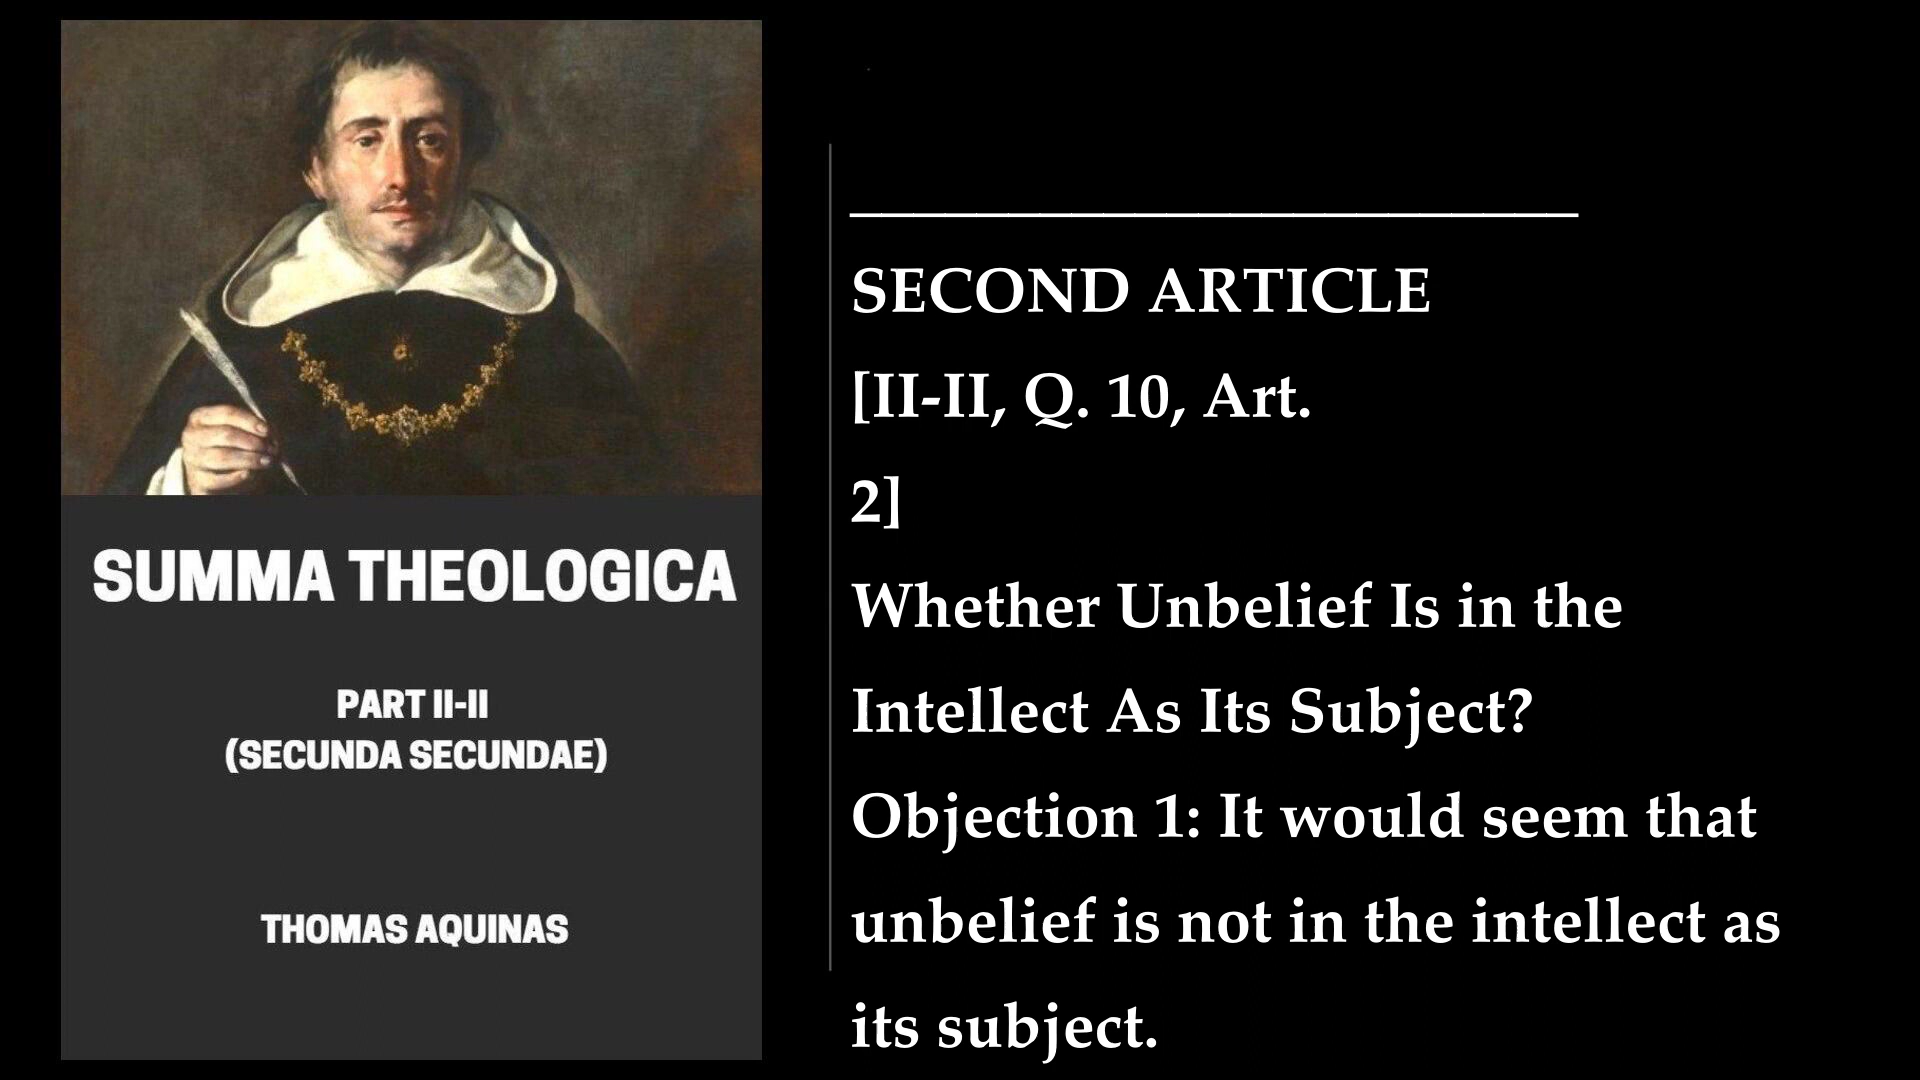 SUMMA THEOLOGICA
PART II-II
(SECUNDA SECUNDAE)
THOMAS AQUINAS
SECOND ARTICLE
[II-II, Q. 10, Art.
2]
Whether Unbelief Is in the
Intellect As Its Subject?
Objection 1: It would seem that
unbelief is not in the intellect as
its subject.